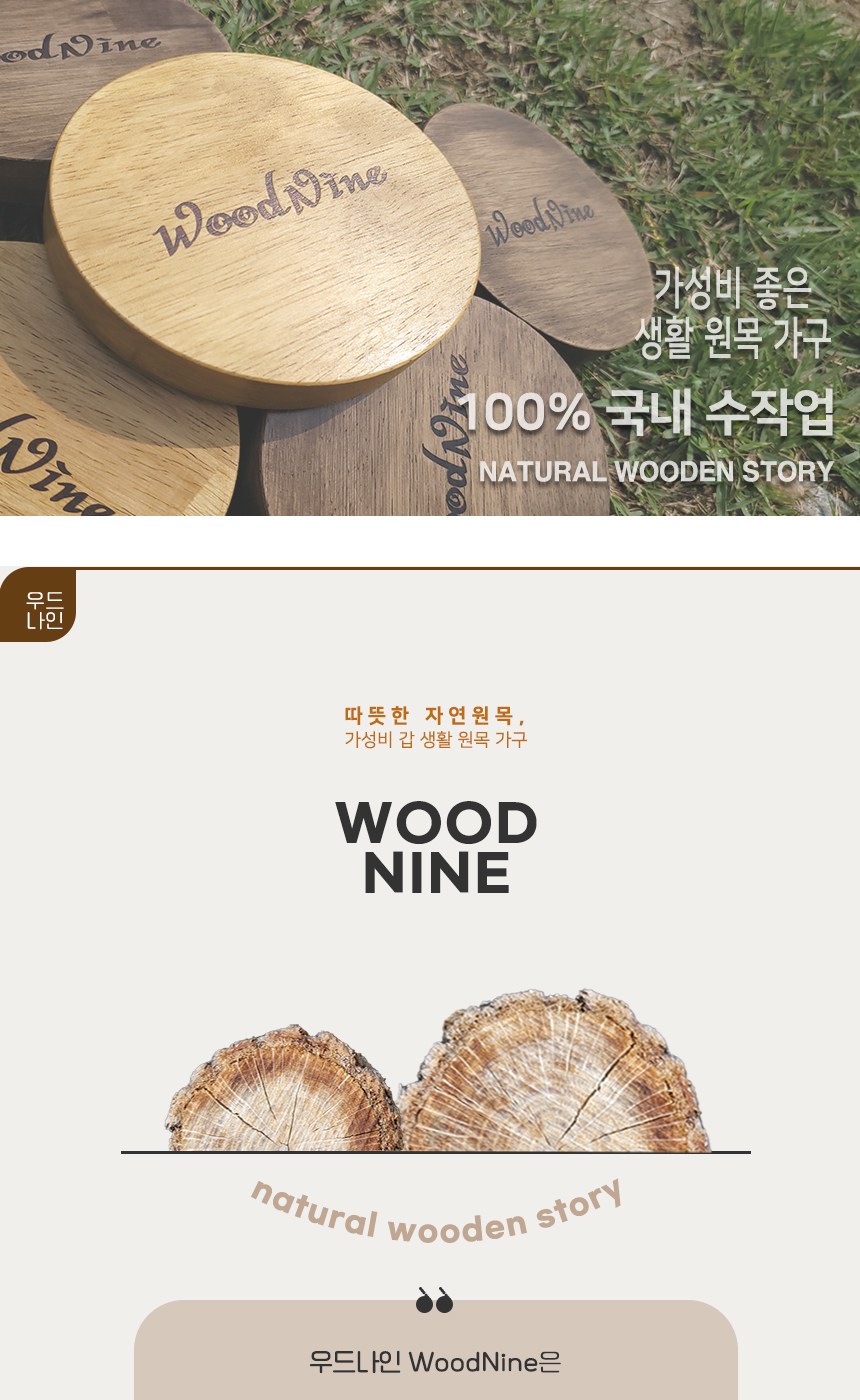 WoodNine
WoodNine
WoodNine
가성비 좋은
생활 원목 가구
100% 국내 수작업
NATURAL WOODEN STORY
우드
나인
따뜻한 자연원목,
가성비 갑 생활 원목 가구
WOOD
NINE
natural wooden story
우드나인 WoodNine은